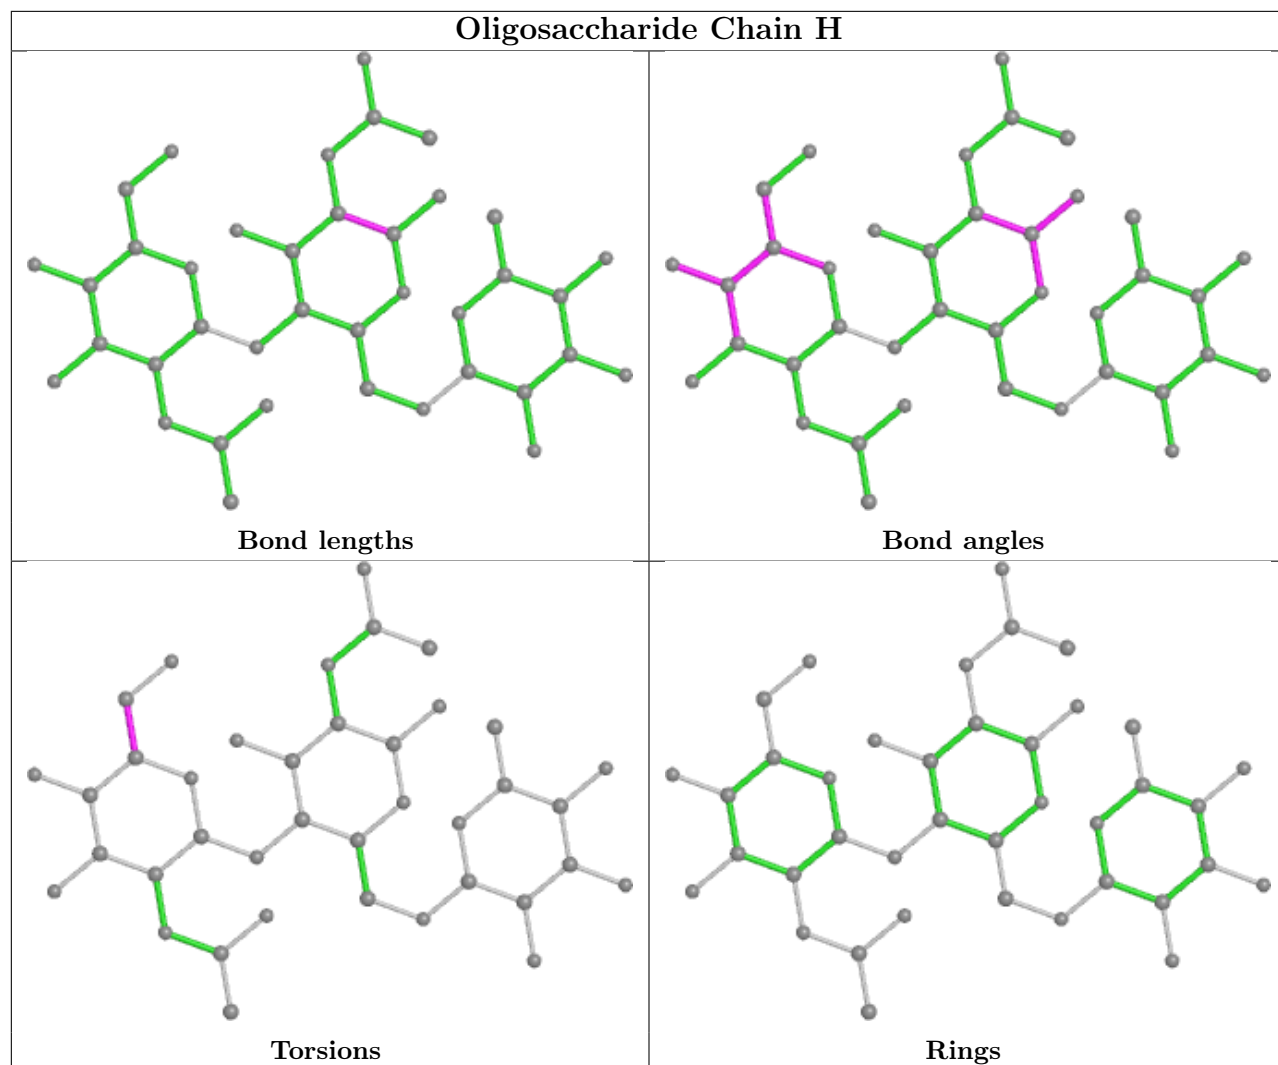 Oligosaccharide Chain H
Bond lengths
Bond angles
Torsions
Rings